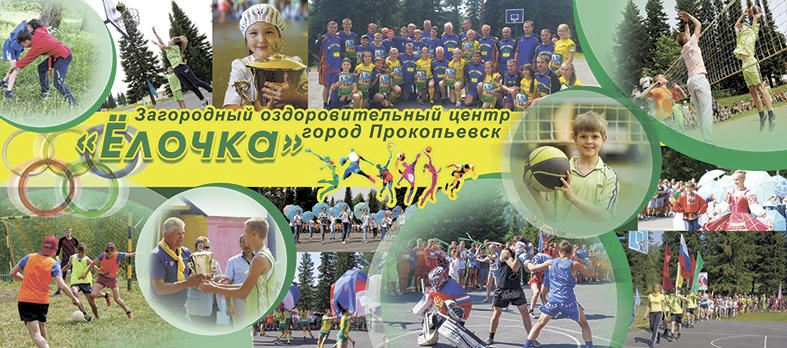 Загородный оздоровительный центр
«Ёлочка»
город Прокопьевск